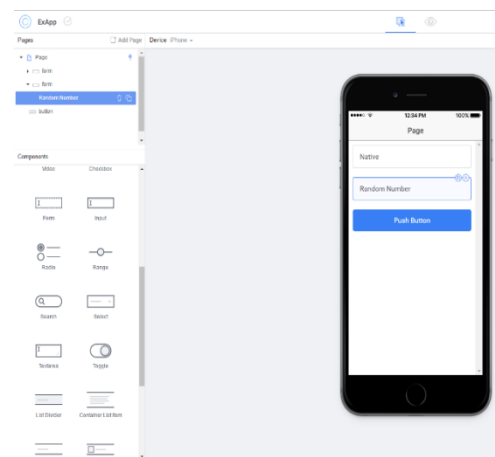 ExApp
Pages
Add Page
Device iPhone
Page
form
form
Random Number
button
Components
Video
Checkbox
Form
Input
Radio
Range
Search
Select
Textarea
Toggle
List Divider
Container List Item
12:34 PM
100%
Page
Native
Random Number
Push Button